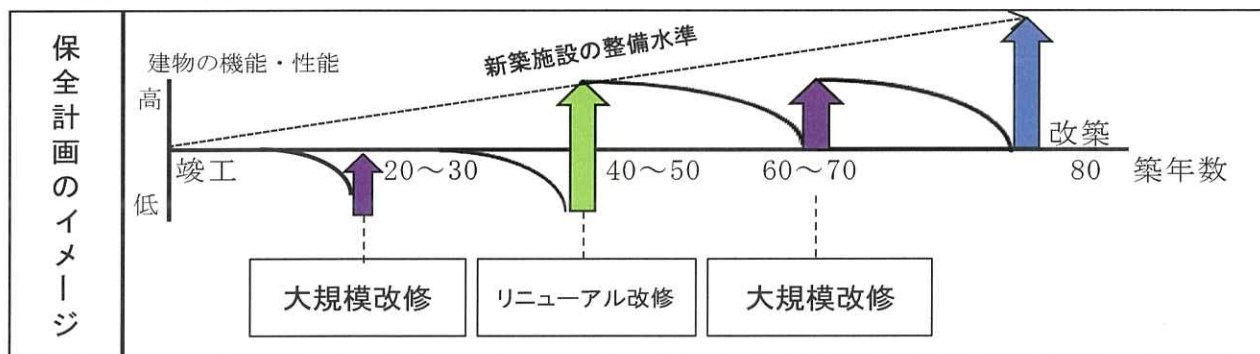 保全計画のイメージ
建物の機能・性能
新築施設の整備水準
高
低
竣工
20～30
40～50
60～70
改築
80
築年数
大規模改修
リニューアル改修
大規模改修